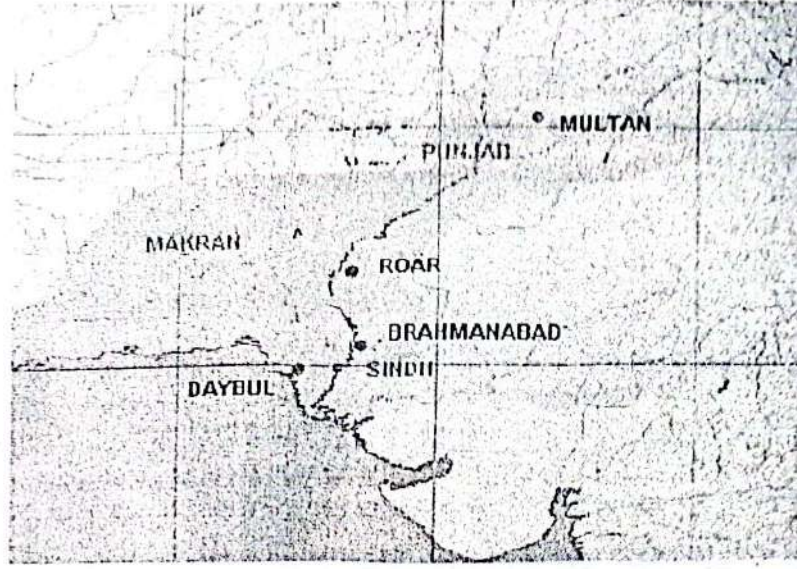 MULTAN
PUNJAB
MAKRAN
ROAR
BRAHMANABAD
SINDH
DAYBUL